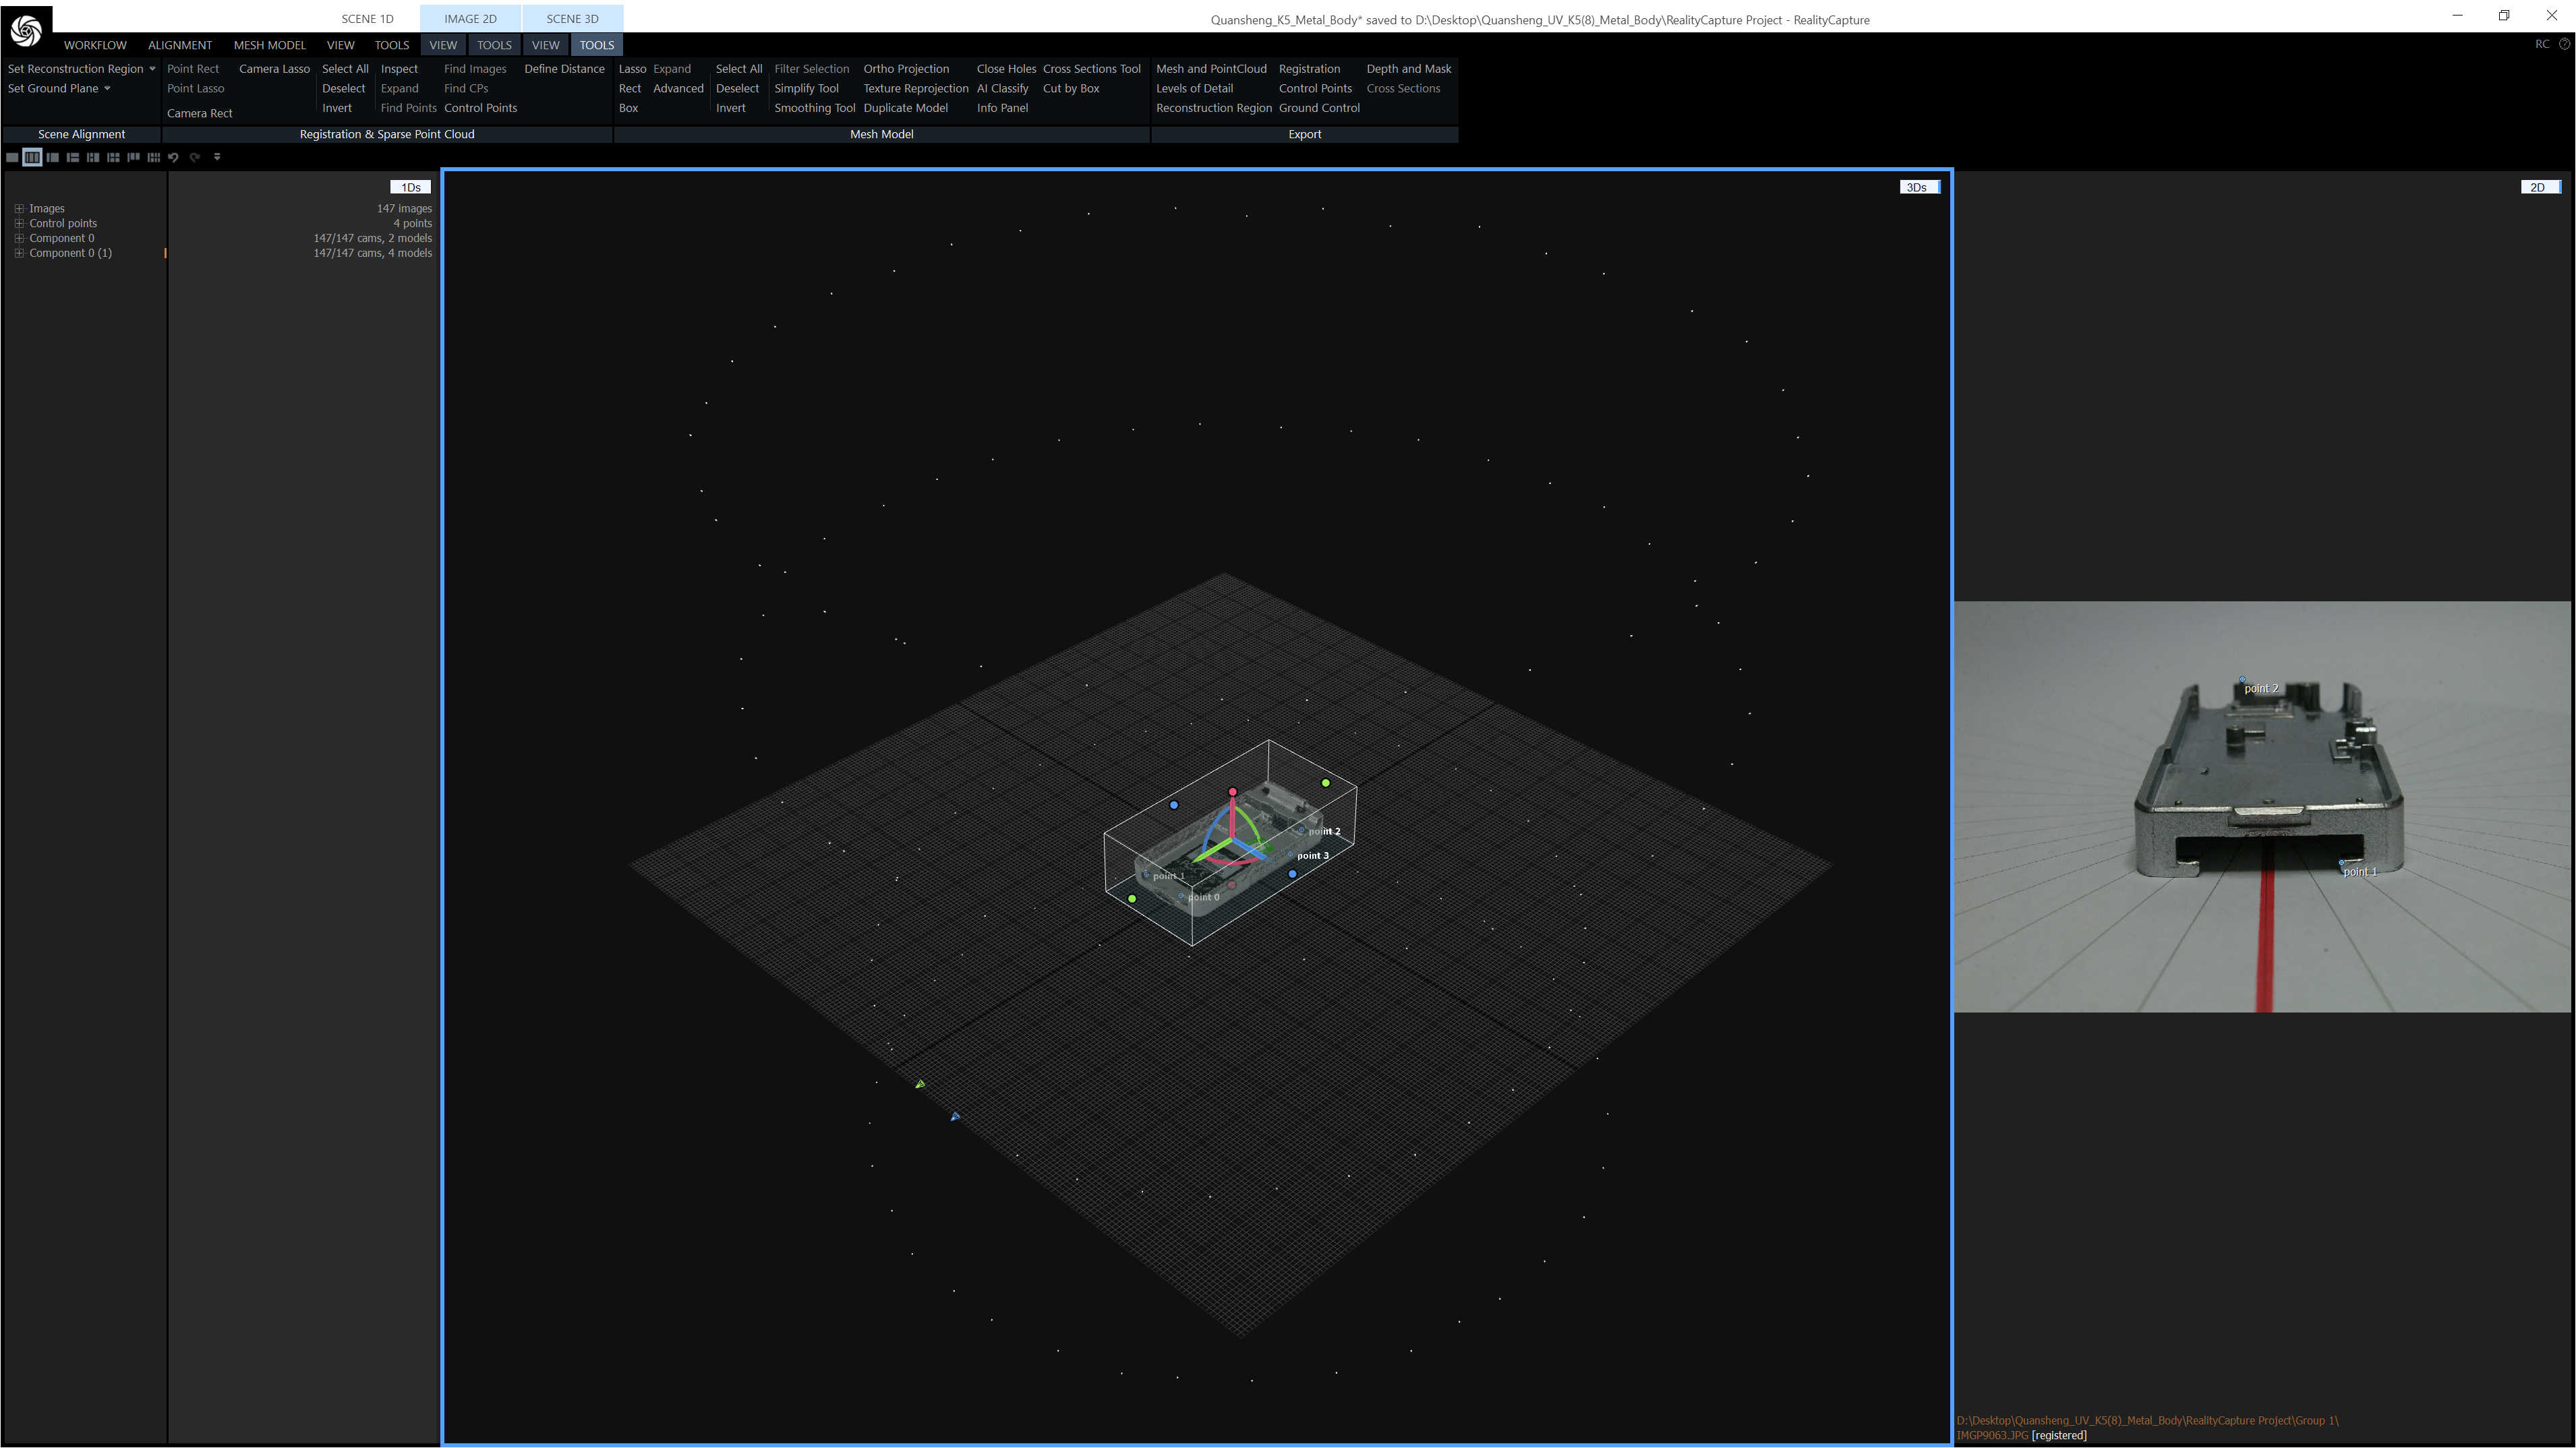 SCENE 1D IMAGE 2D SCENE 3D Quansheng_K5_Metal_Body* saved to D:\Desktop\Quansheng_UV_K5(8)_Metal_Body\RealityCapture Project - RealityCapture
WORKFLOW ALIGNMENT MESH MODEL VIEW TOOLS VIEW TOOLS VIEW TOOLS RC
Set Reconstruction Region Point Rect Camera Lasso Select All Inspect Find Images Define Distance Lasso Expand Select All Filter Selection Ortho Projection Close Holes Cross Sections Tool Mesh and PointCloud Registration Depth and Mask
Set Ground Plane Point Lasso Deselect Expand Find CPs Rect Advanced Deselect Simplify Tool Texture Reprojection AI Classify Cut by Box Levels of Detail Control Points Cross Sections
Camera Rect Invert Find Points Control Points Box Invert Smoothing Tool Duplicate Model Info Panel Reconstruction Region Ground Control
Scene Alignment Registration & Sparse Point Cloud Mesh Model Export
1Ds 3Ds 2D
Images 147 images
Control points 4 points
Component 0 147/147 cams, 2 models
Component 0 (1) 147/147 cams, 4 models
point 2
point 3
point 1
point 0
point 2
point 1
D:\Desktop\Quansheng_UV_K5(8)_Metal_Body\RealityCapture Project\Group 1\
IMGP9063.JPG [registered]